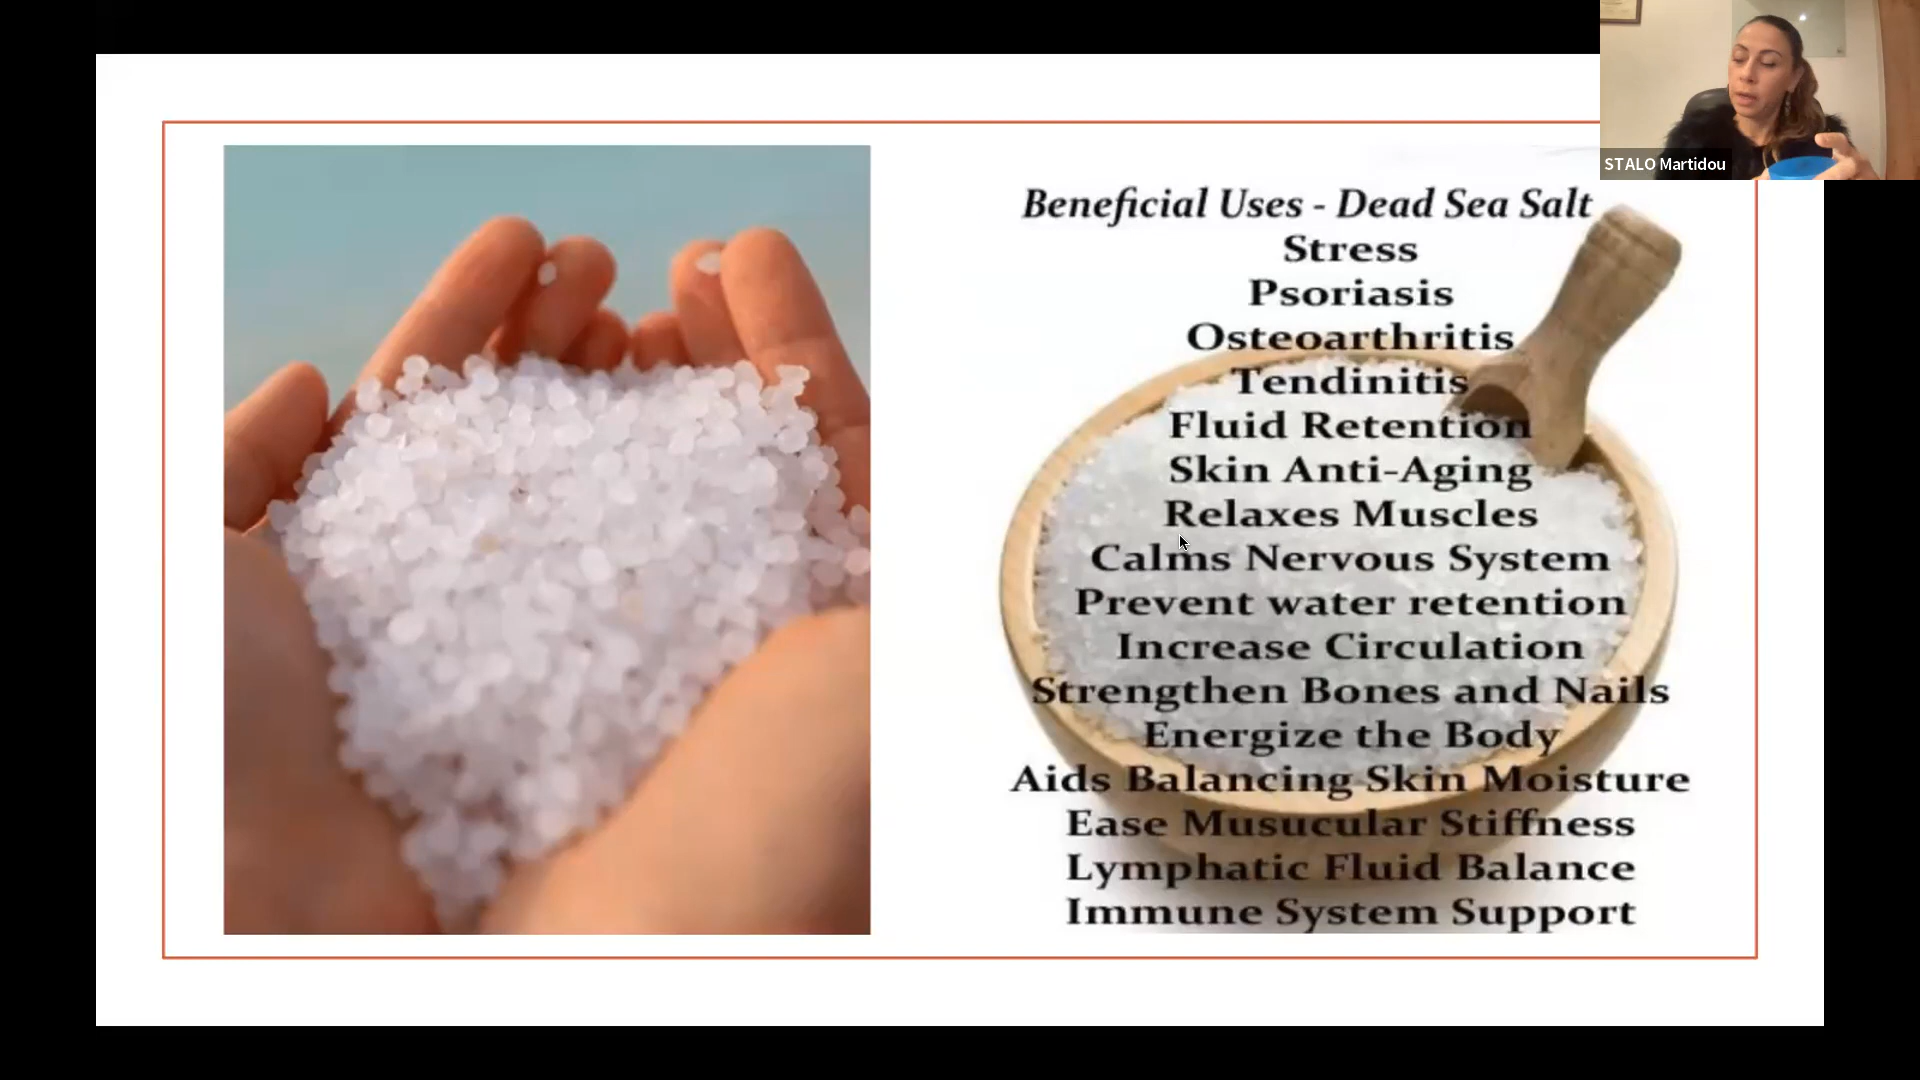 STALO Martidou
Beneficial Uses - Dead Sea Salt
Stress
Psoriasis
Osteoarthritis
Tendinitis
Fluid Retention
Skin Anti-Aging
Relaxes Muscles
Calms Nervous System
Prevent water retention
Increase Circulation
Strengthen Bones and Nails
Energize the Body
Aids Balancing Skin Moisture
Ease Musucular Stiffness
Lymphatic Fluid Balance
Immune System Support